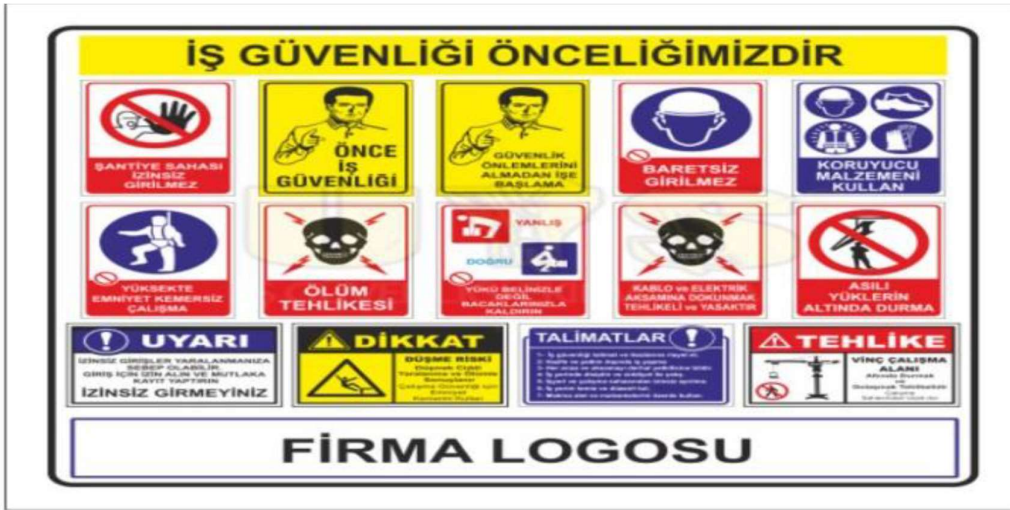 İŞ GÜVENLİĞİ ÖNCELİĞİMİZDİR
ŞANTİYE SAHASI
İZİNSİZ
GİRİLMEZ
ÖNCE
İŞ
GÜVENLİĞİ
GÜVENLİK
ÖNLEMLERİNİ
ALMADAN İŞE
BAŞLAMA
BARETSİZ
GİRİLMEZ
KORUYUCU
MALZEMENİ
KULLAN
YÜKSEKTE
EMNİYET KEMERSİZ
ÇALIŞMA
ÖLÜM
TEHLİKESİ
YANLIŞ
DOĞRU
YÜKÜ BELİNİZLE
DEĞİL
BACAKLARINIZLA
KALDIRIN
KABLO ve ELEKTRİK
AKSAMINA DOKUNMAK
TEHLİKELİ ve YASAKTIR
ASILI
YÜKLERİN
ALTINDA DURMA
UYARI
İZİNSİZ GİRİŞLER YARALANMANIZA
SEBEP OLABİLİR.
GİRİŞ İÇİN İZİN ALIN VE MUTLAKA
KAYIT YAPTIRIN
İZİNSİZ GİRMEYİNİZ
DİKKAT
DÜŞME RİSKİ
TALİMATLAR
TEHLİKE
VİNÇ ÇALIŞMA
ALANI
FİRMA LOGOSU